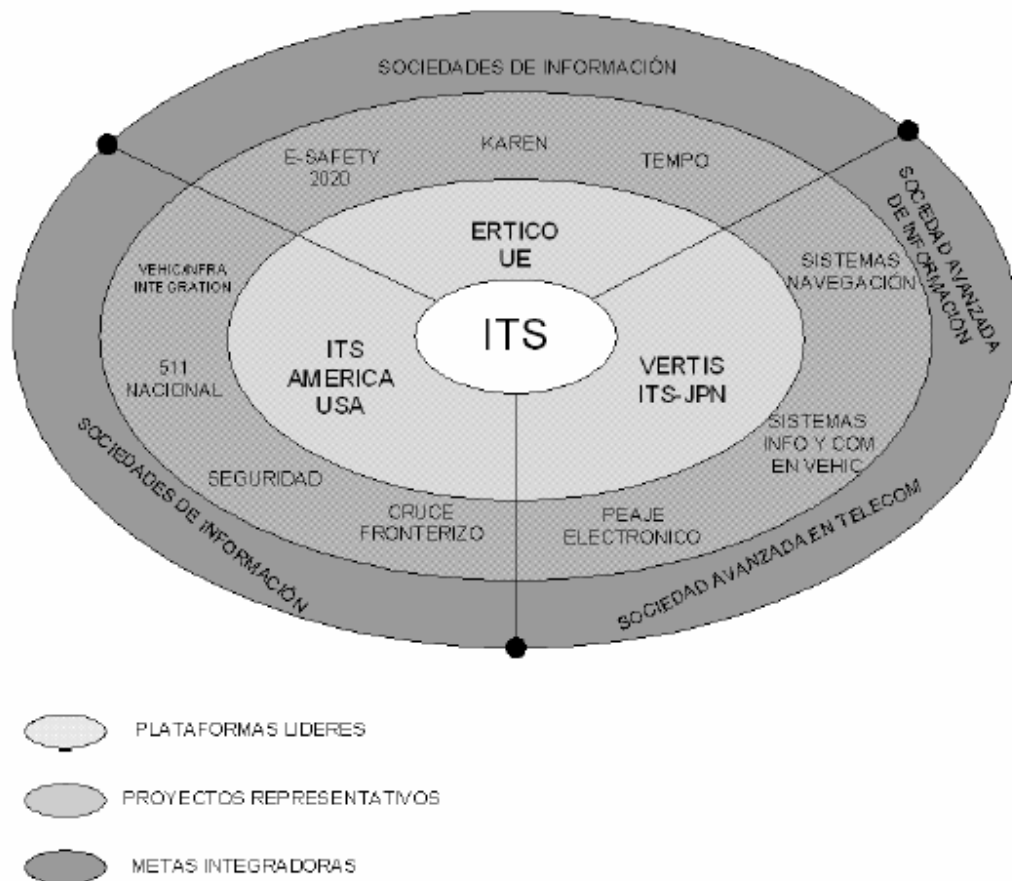 SOCIEDADES DE INFORMACIÓN
E-SAFETY
2020
KAREN
TEMPO
SOCIEDAD AVANZADA
DE INFORMACIÓN
ERTICO
UE
VEHIC/INFRA
INTEGRATION
SISTEMAS
NAVEGACIÓN
ITS
ITS
AMERICA
USA
VERTIS
ITS-JPN
511
NACIONAL
SISTEMAS
INFO Y COM
EN VEHIC
SEGURIDAD
CRUCE
FRONTERIZO
PEAJE
ELECTRONICO
SOCIEDADES DE INFORMACIÓN
SOCIEDAD AVANZADA EN TELECOM
PLATAFORMAS LIDERES
PROYECTOS REPRESENTATIVOS
METAS INTEGRADORAS